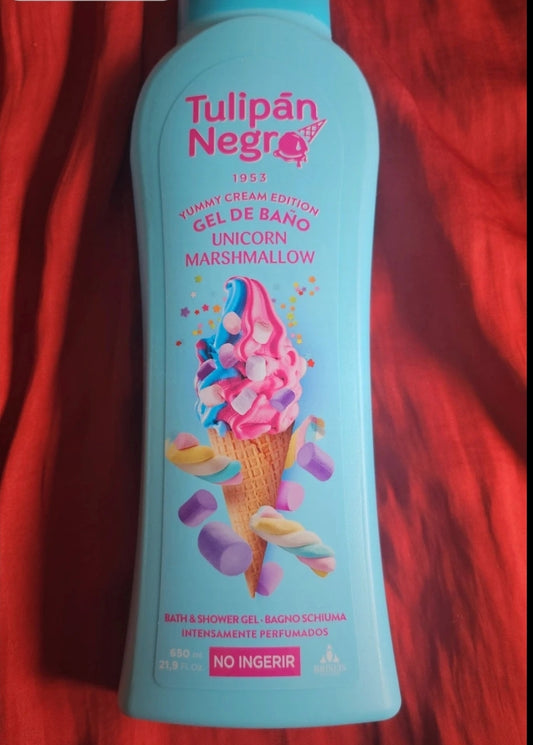 Tulipán
Negro
1953
YUMMY CREAM EDITION
GEL DE BAÑO
UNICORN
MARSHMALLOW
BATH & SHOWER GEL · BAGNO SCHIUMA
INTENSAMENTE PERFUMADOS
650 mL
21,9 FL.Oz.
NO INGERIR
BRISEIS